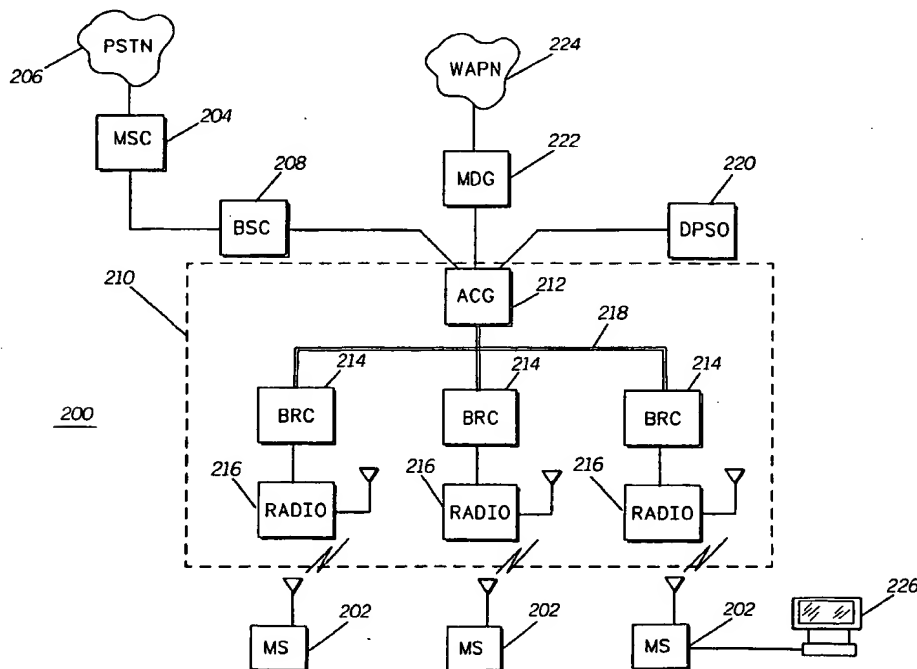 PSTN
206
WAPN
224
MSC
204
208
BSC
MDG
222
220
DPSO
210
ACG
212
218
214
214
214
BRC
BRC
BRC
200
216
216
216
RADIO
RADIO
RADIO
226
202
202
202
MS
MS
MS